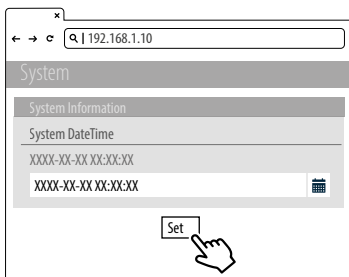 192.168.1.10
System
System Information
System DateTime
XXXX-XX-XX XX:XX:XX
XXXX-XX-XX XX:XX:XX
Set